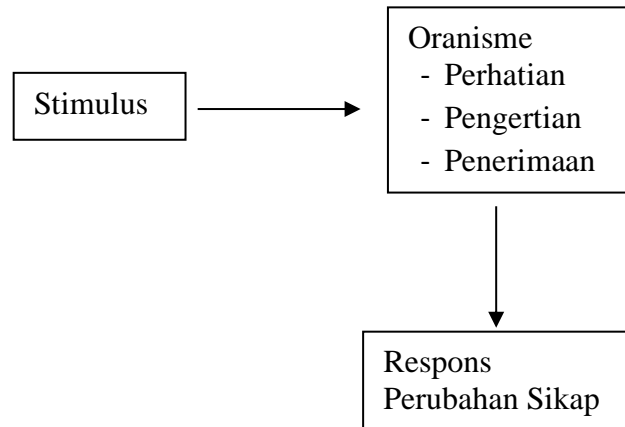 Stimulus
Oranisme
- Perhatian
- Pengertian
- Penerimaan
Respons
Perubahan Sikap